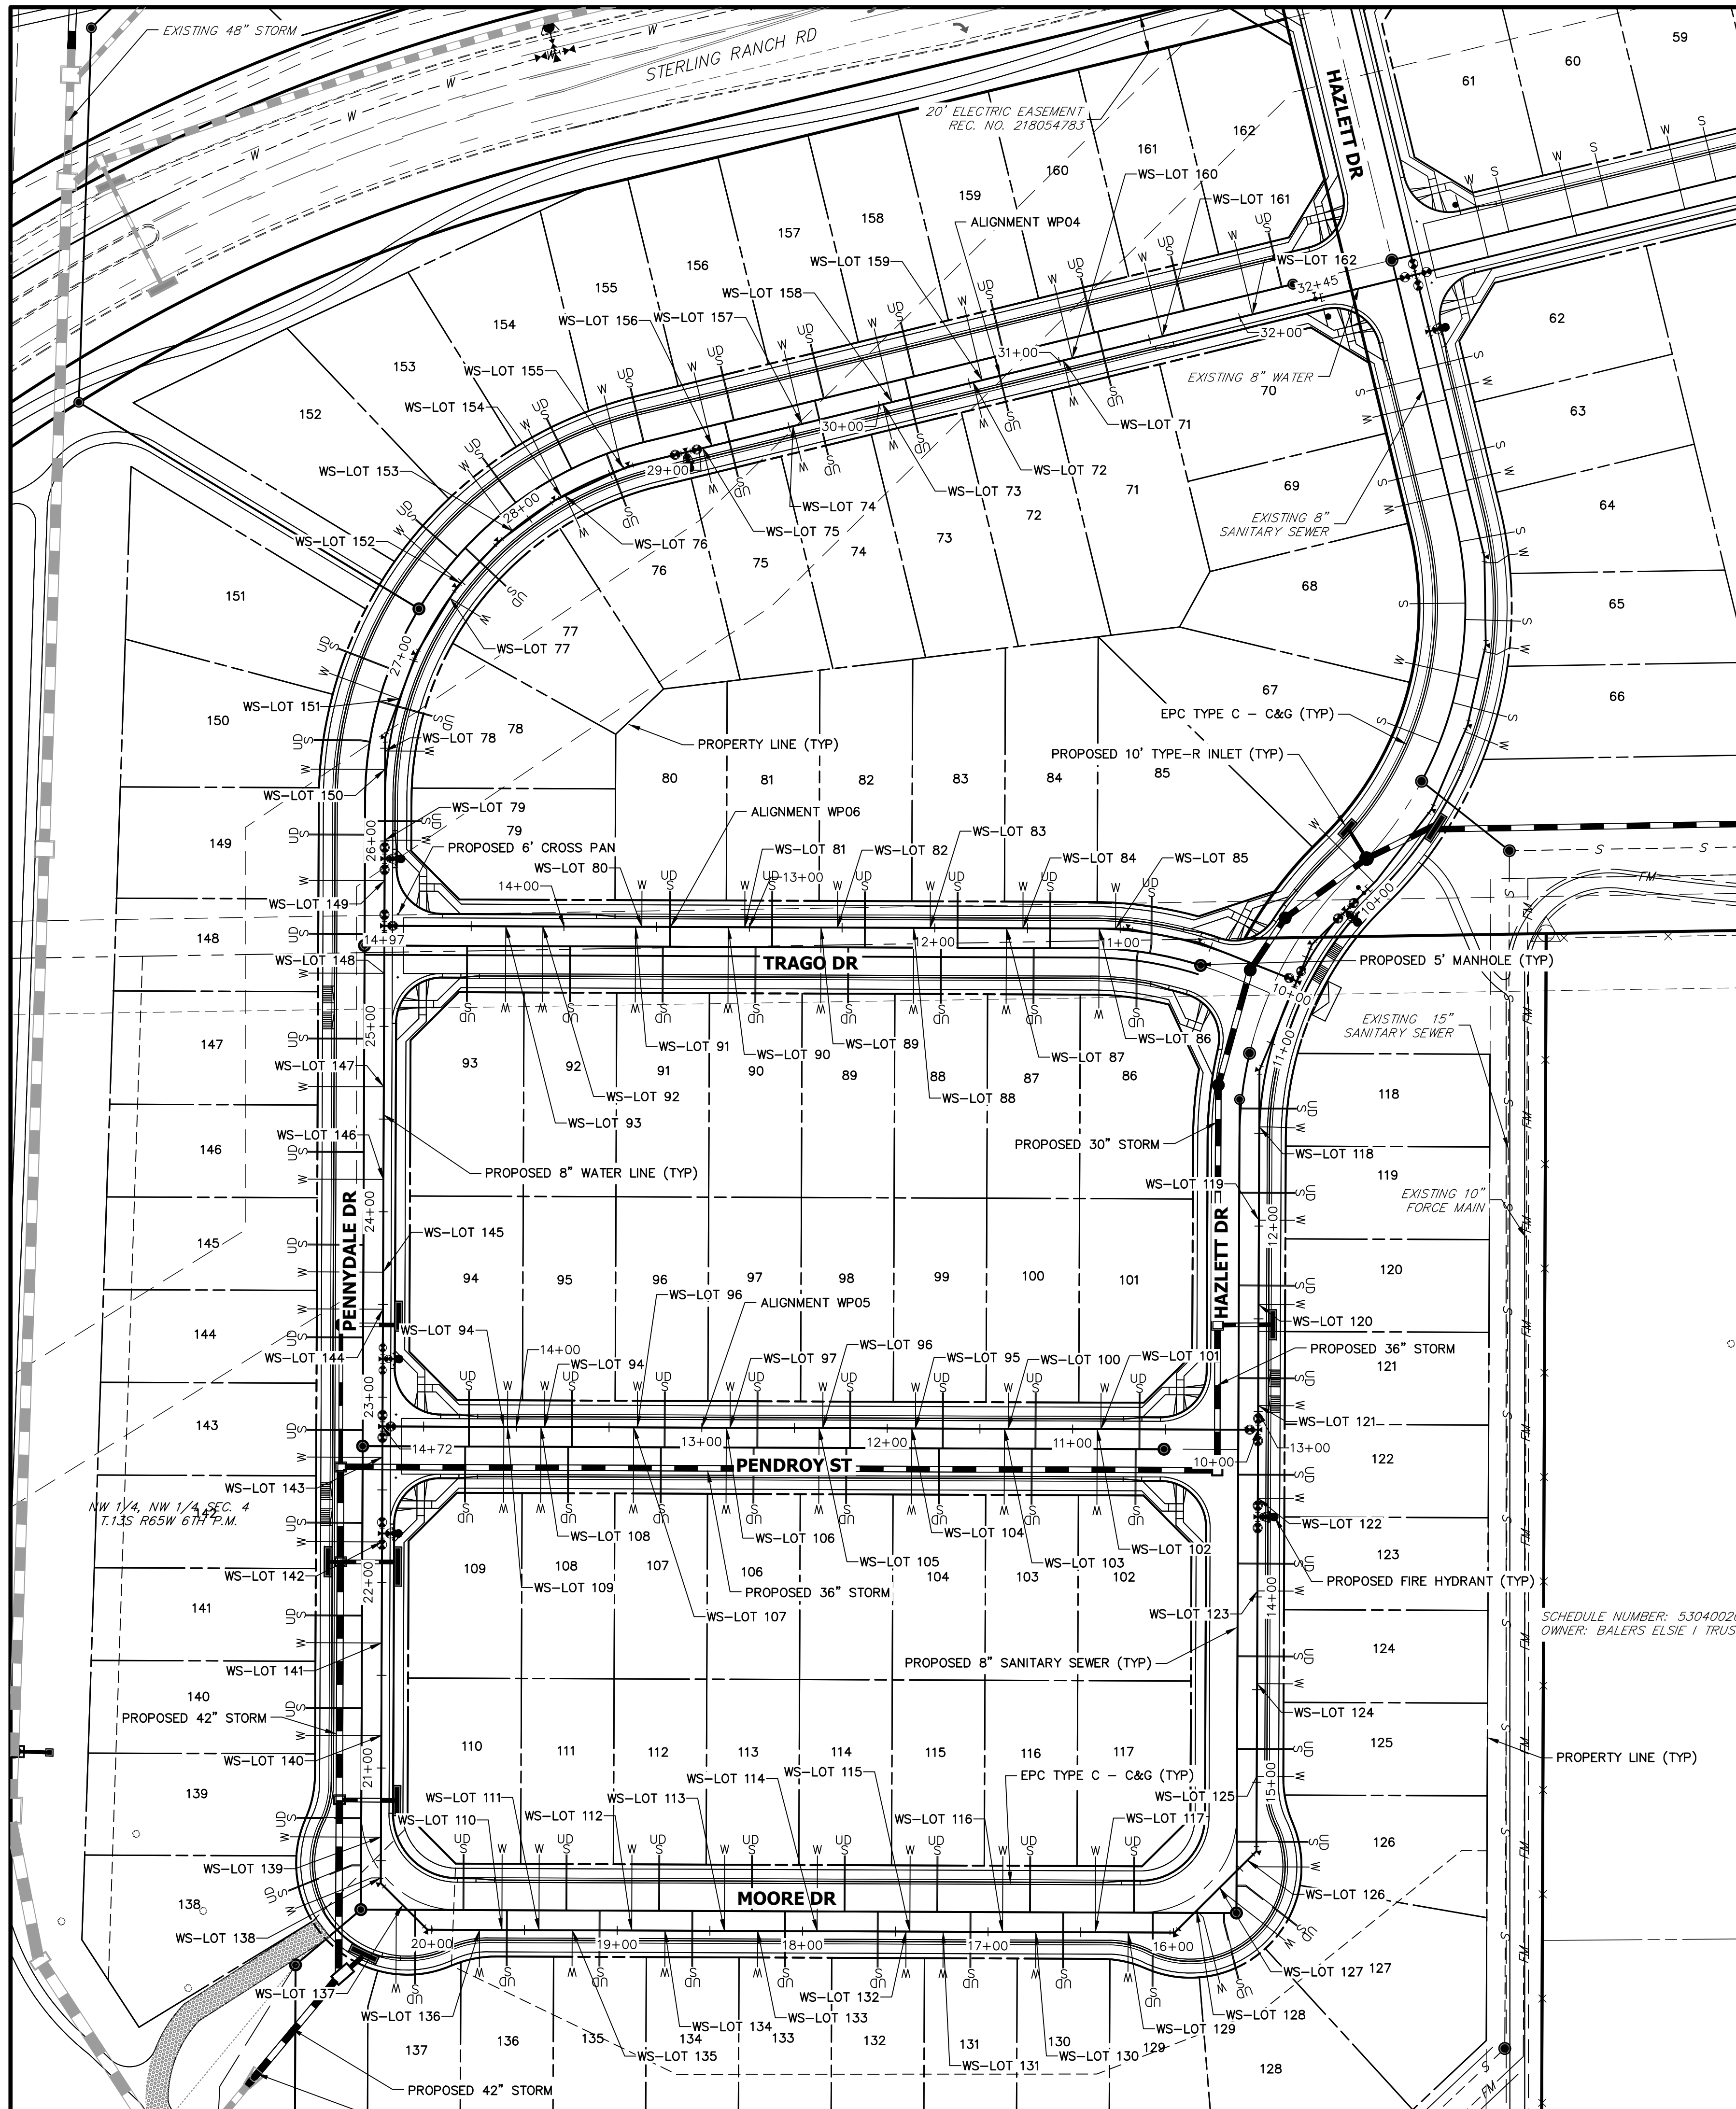 EXISTING 48" STORM
STERLING RANCH RD
20' ELECTRIC EASEMENT
REC. NO. 218054783
HAZLETT DR
59
60
61
162
161
160
159
158
157
156
155
154
153
152
151
150
149
148
147
146
145
144
143
142
141
140
139
138
WS-LOT 160
WS-LOT 161
ALIGNMENT WP04
WS-LOT 159
WS-LOT 162
WS-LOT 158
WS-LOT 156
WS-LOT 157
WS-LOT 155
WS-LOT 154
WS-LOT 153
WS-LOT 152
WS-LOT 151
WS-LOT 150
32+45
32+00
31+00
30+00
29+00
28+00
27+00
26+00
25+00
24+00
23+00
22+00
21+00
EXISTING 8" WATER
62
63
64
65
66
70
69
68
67
EXISTING 8"
SANITARY SEWER
WS-LOT 71
WS-LOT 72
WS-LOT 73
WS-LOT 74
WS-LOT 75
WS-LOT 76
WS-LOT 77
WS-LOT 78
WS-LOT 79
71
72
73
74
75
76
77
78
79
PROPERTY LINE (TYP)
EPC TYPE C - C&G (TYP)
PROPOSED 10' TYPE-R INLET (TYP)
80
81
82
83
84
85
ALIGNMENT WP06
PROPOSED 6' CROSS PAN
WS-LOT 80
WS-LOT 81
WS-LOT 82
WS-LOT 83
WS-LOT 84
WS-LOT 85
14+00
13+00
WS-LOT 149
14+97
12+00
11+00
10+00
10+00
TRAGO DR
WS-LOT 148
PROPOSED 5' MANHOLE (TYP)
EXISTING 15"
SANITARY SEWER
WS-LOT 147
WS-LOT 91
WS-LOT 90
WS-LOT 89
WS-LOT 88
WS-LOT 87
WS-LOT 86
WS-LOT 92
WS-LOT 93
93
92
91
90
89
88
87
86
11+00
118
119
120
121
122
123
124
125
126
PROPOSED 30" STORM
WS-LOT 118
WS-LOT 146
PROPOSED 8" WATER LINE (TYP)
WS-LOT 119
EXISTING 10"
FORCE MAIN
PENNYDALE DR
HAZLETT DR
12+00
WS-LOT 145
94
95
96
97
98
99
100
101
WS-LOT 96
ALIGNMENT WP05
WS-LOT 94
WS-LOT 144
14+00
WS-LOT 94
WS-LOT 97
WS-LOT 96
WS-LOT 95
WS-LOT 100
WS-LOT 101
WS-LOT 120
PROPOSED 36" STORM
WS-LOT 121
13+00
14+72
13+00
12+00
11+00
10+00
PENDROY ST
WS-LOT 143
NW 1/4, NW 1/4 SEC. 4
T.13S R65W 6TH P.M.
WS-LOT 108
WS-LOT 106
WS-LOT 104
WS-LOT 105
WS-LOT 102
WS-LOT 103
WS-LOT 122
WS-LOT 142
WS-LOT 109
WS-LOT 107
109
108
107
106
104
103
102
PROPOSED 36" STORM
PROPOSED FIRE HYDRANT (TYP)
14+00
WS-LOT 123
SCHEDULE NUMBER: 5304002
OWNER: BALERS ELSIE I TRUS
WS-LOT 141
PROPOSED 8" SANITARY SEWER (TYP)
PROPOSED 42" STORM
WS-LOT 124
WS-LOT 140
110
111
112
113
114
115
116
117
PROPERTY LINE (TYP)
WS-LOT 110
WS-LOT 111
WS-LOT 112
WS-LOT 113
WS-LOT 114
WS-LOT 115
EPC TYPE C - C&G (TYP)
WS-LOT 116
WS-LOT 117
WS-LOT 125
15+00
WS-LOT 139
MOORE DR
WS-LOT 126
WS-LOT 138
20+00
19+00
18+00
17+00
16+00
WS-LOT 127
127
WS-LOT 137
WS-LOT 136
WS-LOT 132
WS-LOT 128
WS-LOT 134
WS-LOT 133
WS-LOT 129
WS-LOT 135
WS-LOT 131
WS-LOT 130
137
136
135
134
133
132
131
130
129
128
PROPOSED 42" STORM